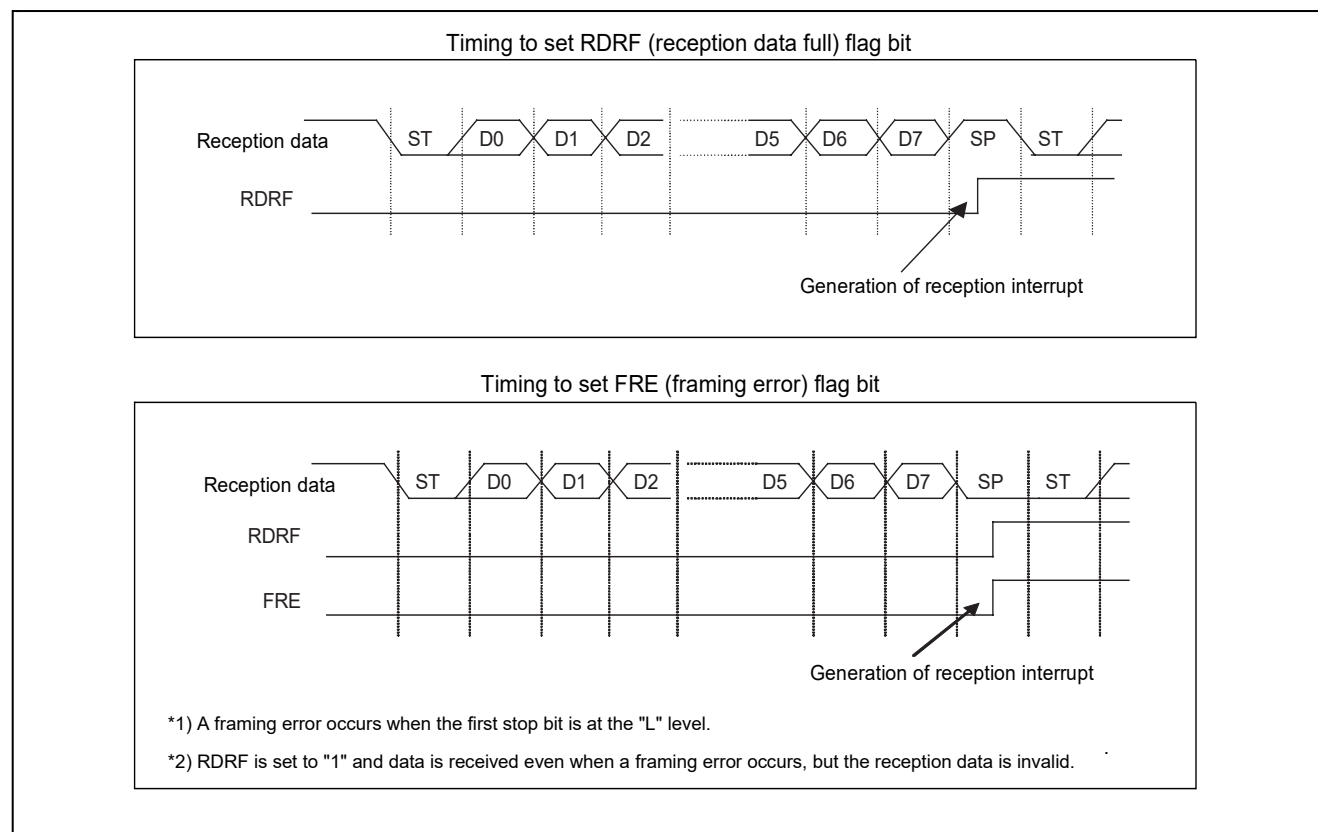 Timing to set RDRF (reception data full) flag bit
Reception data ST D0 D1 D2 D5 D6 D7 SP ST
RDRF
Generation of reception interrupt
Timing to set FRE (framing error) flag bit
Reception data ST D0 D1 D2 D5 D6 D7 SP ST
RDRF
FRE
Generation of reception interrupt
*1) A framing error occurs when the first stop bit is at the "L" level.
*2) RDRF is set to "1" and data is received even when a framing error occurs, but the reception data is invalid.